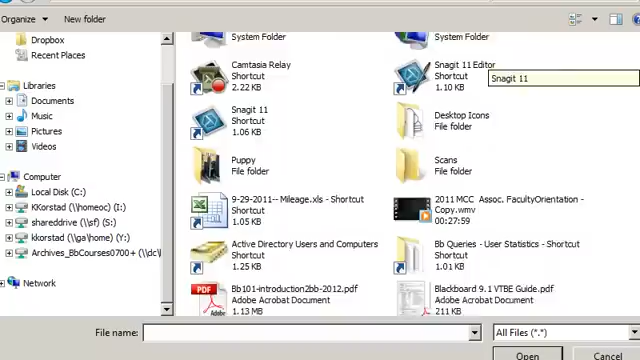 Organize New folder
Dropbox
Recent Places
Libraries
Documents
Music
Pictures
Videos
Computer
Local Disk (C:)
KKorstad (\\home) (I:)
shareddrive (\\sf) (S:)
kkorstad (\\ga\home) (Y:)
Archives_BbCourses0700+ (\\dc\
Network
System Folder
System Folder
Camtasia Relay
Shortcut
2.22 KB
Snagit 11 Editor
Shortcut
1.10 KB
Snagit 11
Snagit 11
Shortcut
1.06 KB
Desktop Icons
File folder
Puppy
File folder
Scans
File folder
9-29-2011-- Mileage.xls - Shortcut
Shortcut
1.05 KB
2011 MCC Assoc. FacultyOrientation -
Copy.wmv
00:27:59
Active Directory Users and Computers
Shortcut
1.25 KB
Bb Queries - User Statistics - Shortcut
Shortcut
1.01 KB
PDF
Adobe
Bb101-introduction2bb-2012.pdf
Adobe Acrobat Document
1.13 MB
Blackboard 9.1 VTBE Guide.pdf
Adobe Acrobat Document
211 KB
File name:
All Files (*.*)
Open Cancel